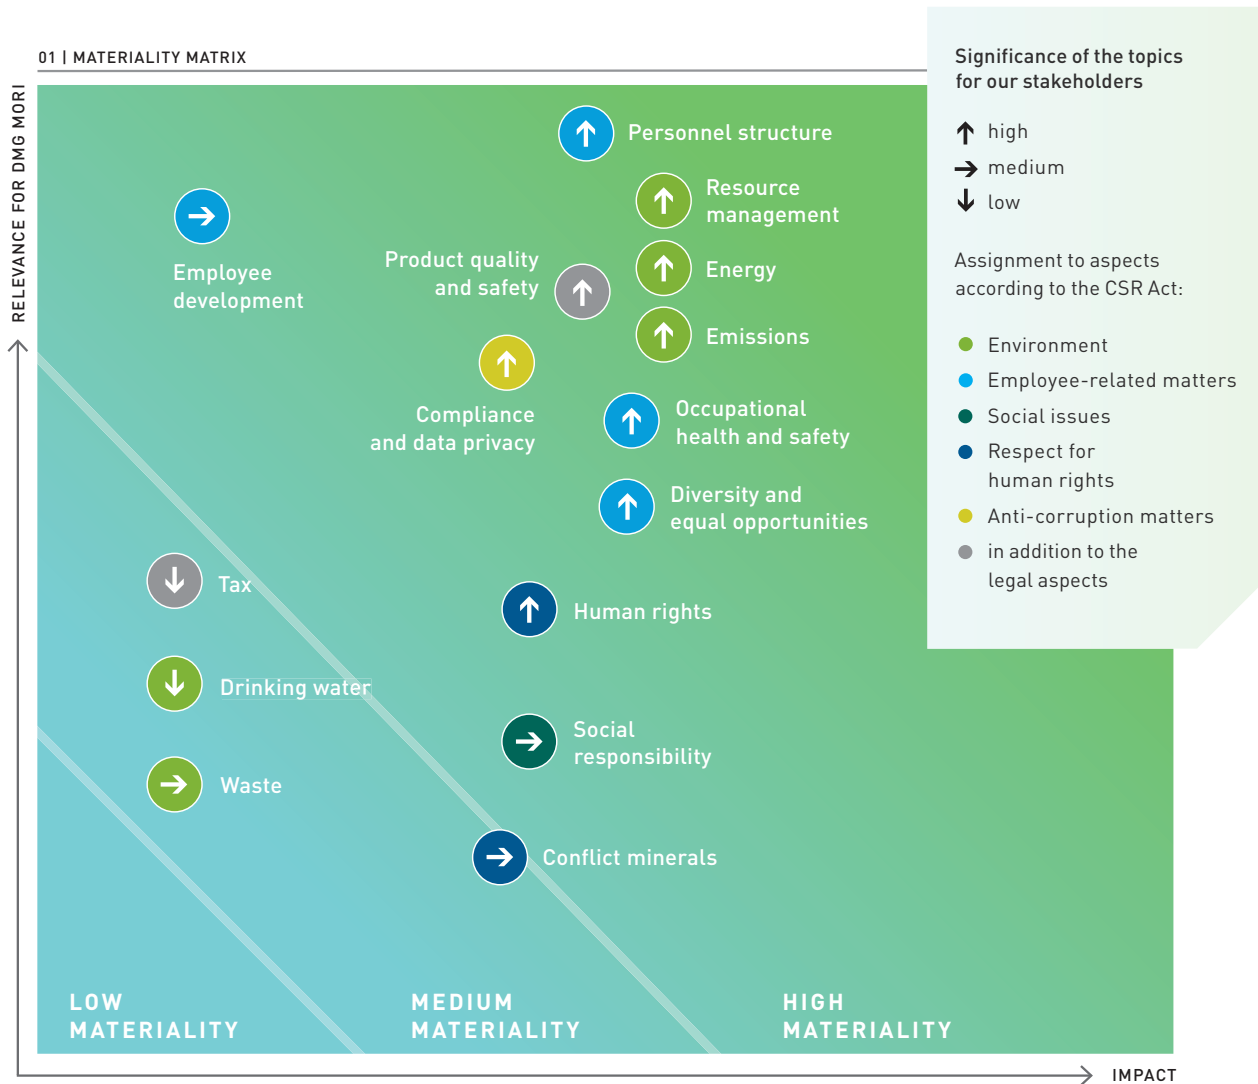 01 | MATERIALITY MATRIX
RELEVANCE FOR DMG MORI
Personnel structure
Resource
management
Employee
development
Product quality
and safety
Energy
Emissions
Compliance
and data privacy
Occupational
health and safety
Diversity and
equal opportunities
Tax
Human rights
Drinking water
Social
responsibility
Waste
Conflict minerals
LOW
MATERIALITY
MEDIUM
MATERIALITY
HIGH
MATERIALITY
IMPACT
Significance of the topics
for our stakeholders
high
medium
low
Assignment to aspects
according to the CSR Act:
Environment
Employee-related matters
Social issues
Respect for
human rights
Anti-corruption matters
in addition to the
legal aspects